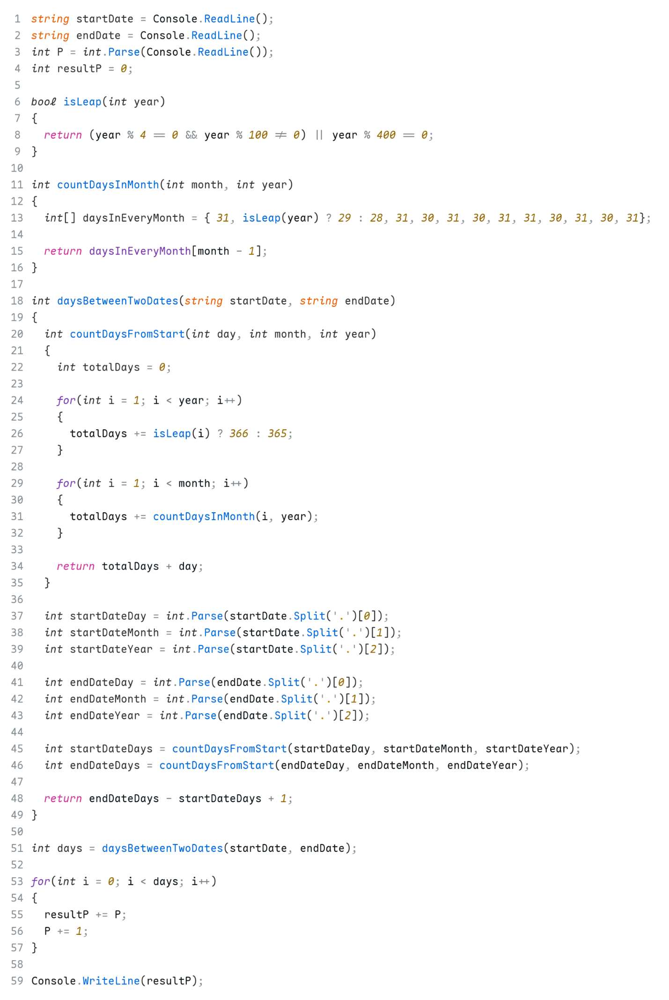 1 string startDate = Console.ReadLine();
2 string endDate = Console.ReadLine();
3 int P = int.Parse(Console.ReadLine());
4 int resultP = 0;
5
6 bool isLeap(int year)
7 {
8   return (year % 4 == 0 && year % 100 != 0) || year % 400 == 0;
9 }
10
11 int countDaysInMonth(int month, int year)
12 {
13   int[] daysInEveryMonth = { 31, isLeap(year) ? 29 : 28, 31, 30, 31, 30, 31, 31, 30, 31, 30, 31};
14
15   return daysInEveryMonth[month - 1];
16 }
17
18 int daysBetweenTwoDates(string startDate, string endDate)
19 {
20   int countDaysFromStart(int day, int month, int year)
21   {
22     int totalDays = 0;
23
24     for(int i = 1; i < year; i++)
25     {
26       totalDays += isLeap(i) ? 366 : 365;
27     }
28
29     for(int i = 1; i < month; i++)
30     {
31       totalDays += countDaysInMonth(i, year);
32     }
33
34     return totalDays + day;
35   }
36
37   int startDateDay = int.Parse(startDate.Split('.')[0]);
38   int startDateMonth = int.Parse(startDate.Split('.')[1]);
39   int startDateYear = int.Parse(startDate.Split('.')[2]);
40
41   int endDateDay = int.Parse(endDate.Split('.')[0]);
42   int endDateMonth = int.Parse(endDate.Split('.')[1]);
43   int endDateYear = int.Parse(endDate.Split('.')[2]);
44
45   int startDateDays = countDaysFromStart(startDateDay, startDateMonth, startDateYear);
46   int endDateDays = countDaysFromStart(endDateDay, endDateMonth, endDateYear);
47
48   return endDateDays - startDateDays + 1;
49 }
50
51 int days = daysBetweenTwoDates(startDate, endDate);
52
53 for(int i = 0; i < days; i++)
54 {
55   resultP += P;
56   P += 1;
57 }
58
59 Console.WriteLine(resultP);